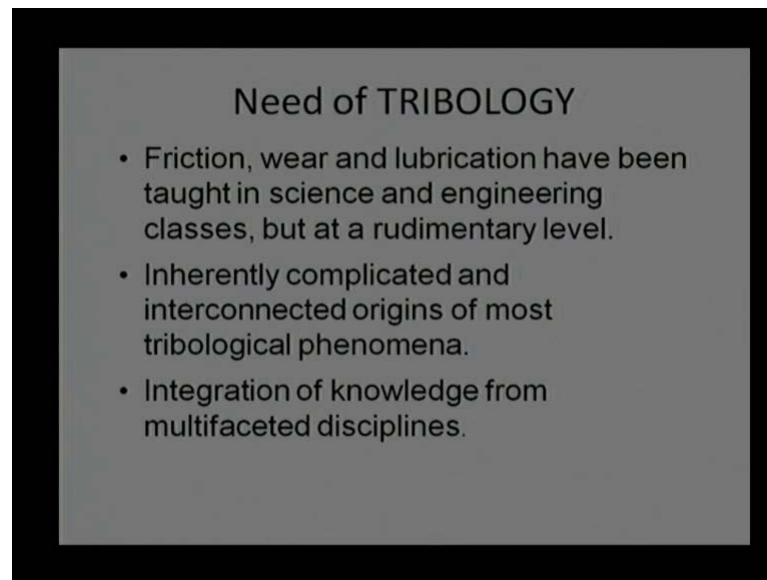 Need of TRIBOLOGY
• Friction, wear and lubrication have been
taught in science and engineering
classes, but at a rudimentary level.
• Inherently complicated and
interconnected origins of most
tribological phenomena.
• Integration of knowledge from
multifaceted disciplines.